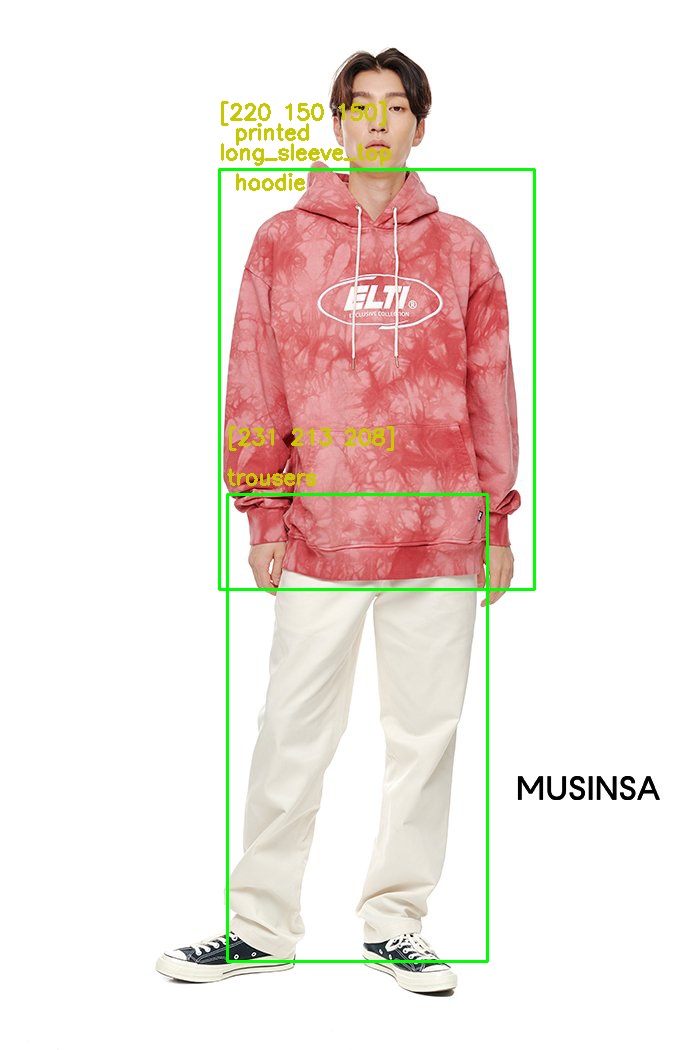 [220 150 150]
printed
long_sleeve_top
hoodie
ELTI®
EXCLUSIVE COLLECTION
[231 213 208]
trousers
MUSINSA